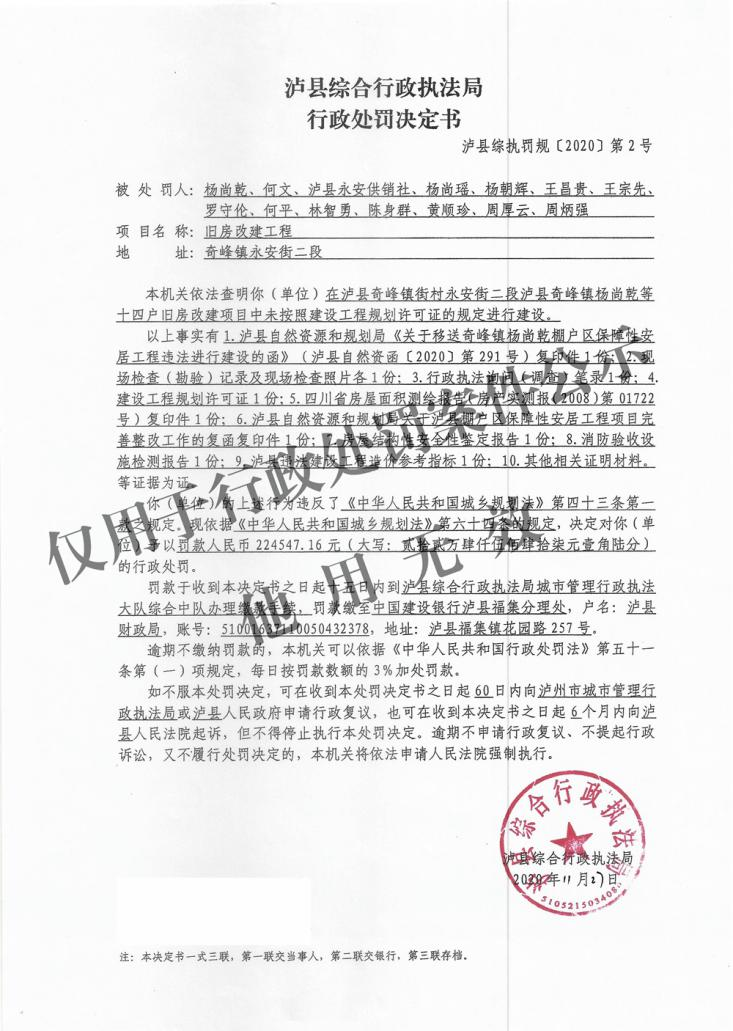 泸县综合行政执法局
行政处罚决定书
泸县综执罚规〔2020〕第2号
被处罚人：杨尚乾、何文、泸县永安供销社、杨尚瑶、杨朝辉、王昌贵、王宗先、
罗守伦、何平、林智勇、陈身群、黄顺珍、周厚云、周炳强
项目名称：旧房改建工程
地址：奇峰镇永安街二段
本机关依法查明你（单位）在泸县奇峰镇街村永安街二段泸县奇峰镇杨尚乾等
十四户旧房改建项目中未按照建设工程规划许可证的规定进行建设。
以上事实有1.泸县自然资源和规划局《关于移送奇峰镇杨尚乾棚户区保障性安
居工程违法进行建设的函》（泸县自然资函〔2020〕第291号）复印件1份；2.现
场检查（勘验）记录及现场检查照片各1份；3.行政执法询问（调查）笔录1份；4.
建设工程规划许可证1份；5.四川省房屋面积测绘报告（房产实测报(2008)第01722
号）复印件1份；6.泸县自然资源和规划局关于泸县棚户区保障性安居工程项目完
善整改工作的复函复印件1份；7.房屋结构性安全性鉴定报告1份；8.消防验收设
施检测报告1份；9.泸县违法建设工程造价参考指标1份；10.其他相关证明材料。
等证据为证。
你（单位）的上述行为违反了《中华人民共和国城乡规划法》第四十三条第一
款之规定。现依据《中华人民共和国城乡规划法》第六十四条的规定，决定对你（单
位）予以罚款人民币224547.16元（大写：贰拾贰万肆仟伍佰肆拾柒元壹角陆分）
的行政处罚。
罚款于收到本决定书之日起十五日内到泸县综合行政执法局城市管理行政执法
大队综合中队办理缴款手续，罚款缴至中国建设银行泸县福集分理处，户名：泸县
财政局，账号：51001637110050432378，地址：泸县福集镇花园路257号。
逾期不缴纳罚款的，本机关可以依据《中华人民共和国行政处罚法》第五十一
条第（一）项规定，每日按罚款数额的3%加处罚款。
如不服本处罚决定，可在收到本处罚决定书之日起60日内向泸州市城市管理行
政执法局或泸县人民政府申请行政复议，也可在收到本决定书之日起6个月内向泸
县人民法院起诉，但不得停止执行本处罚决定。逾期不申请行政复议、不提起行政
诉讼，又不履行处罚决定的，本机关将依法申请人民法院强制执行。
泸县综合行政执法局
2020年11月27日
泸县综合行政执法局
注：本决定书一式三联，第一联交当事人，第二联交银行，第三联存档。
仅用于行政处罚案件公示
他用无效